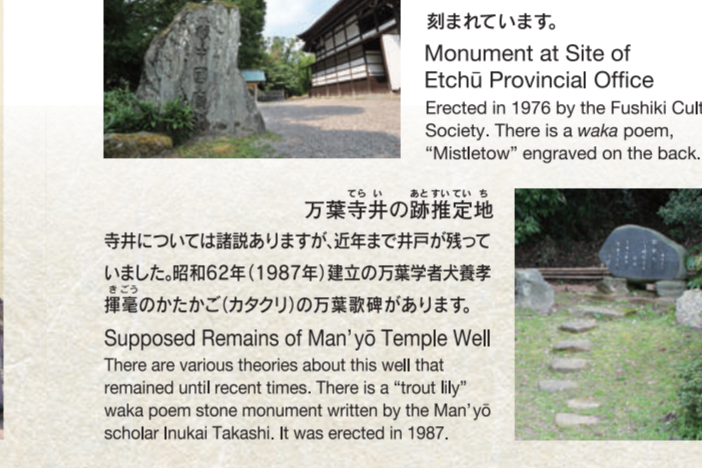 刻まれています。
Monument at Site of
Etchū Provincial Office
Erected in 1976 by the Fushiki Cult
Society. There is a waka poem,
“Mistletow” engraved on the back.
てらい あとすいていち
万葉寺井の跡推定地
寺井については諸説ありますが、近年まで井戸が残って
いました。昭和62年（1987年）建立の万葉学者犬養孝
きごう
揮毫のかたかご（カタクリ）の万葉歌碑があります。
Supposed Remains of Man’yō Temple Well
There are various theories about this well that
remained until recent times. There is a “trout lily”
waka poem stone monument written by the Man’yō
scholar Inukai Takashi. It was erected in 1987.